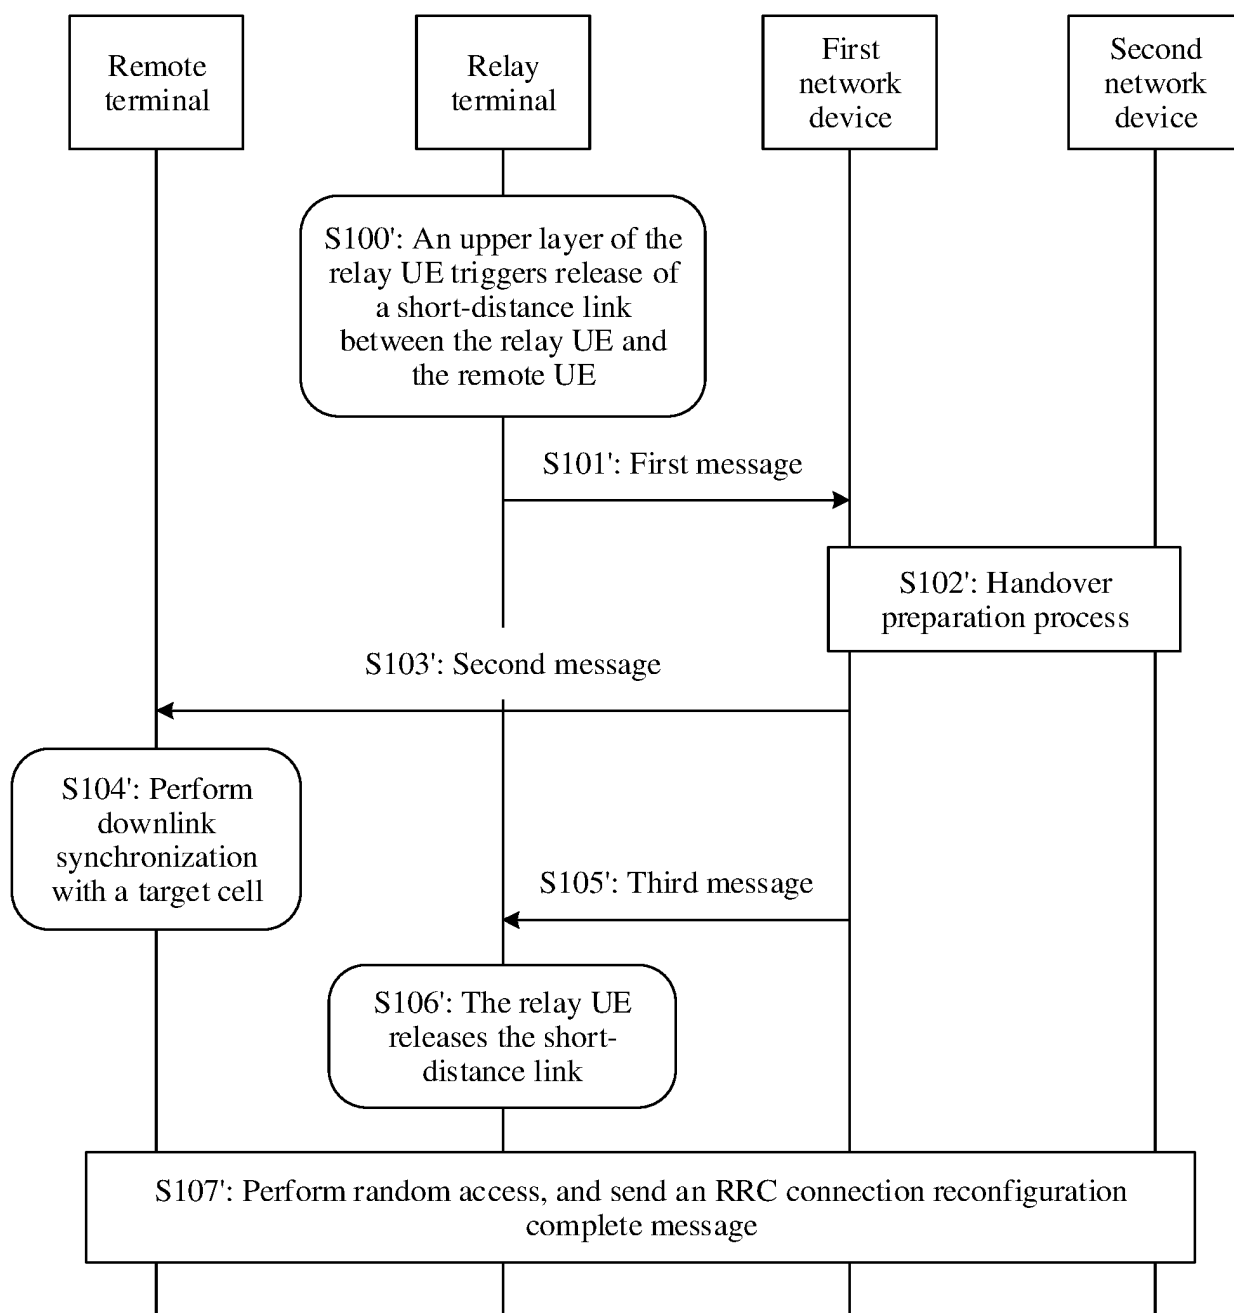 Remote
terminal
Relay
terminal
First
network
device
Second
network
device
S100': An upper layer of the
relay UE triggers release of
a short-distance link
between the relay UE and
the remote UE
S101': First message
S102': Handover
preparation process
S103': Second message
S104': Perform
downlink
synchronization
with a target cell
S105': Third message
S106': The relay UE
releases the short-
distance link
S107': Perform random access, and send an RRC connection reconfiguration
complete message